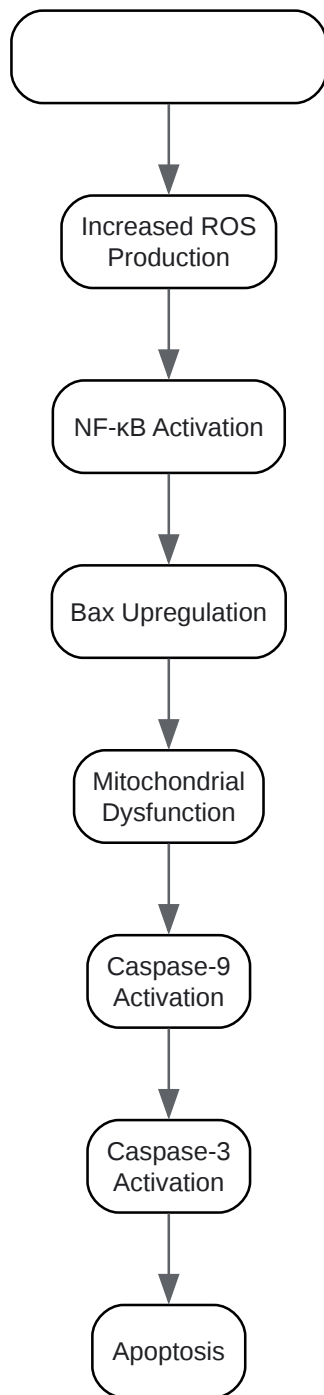 Increased ROS
Production
NF-κB Activation
Bax Upregulation
Mitochondrial
Dysfunction
Caspase-9
Activation
Caspase-3
Activation
Apoptosis